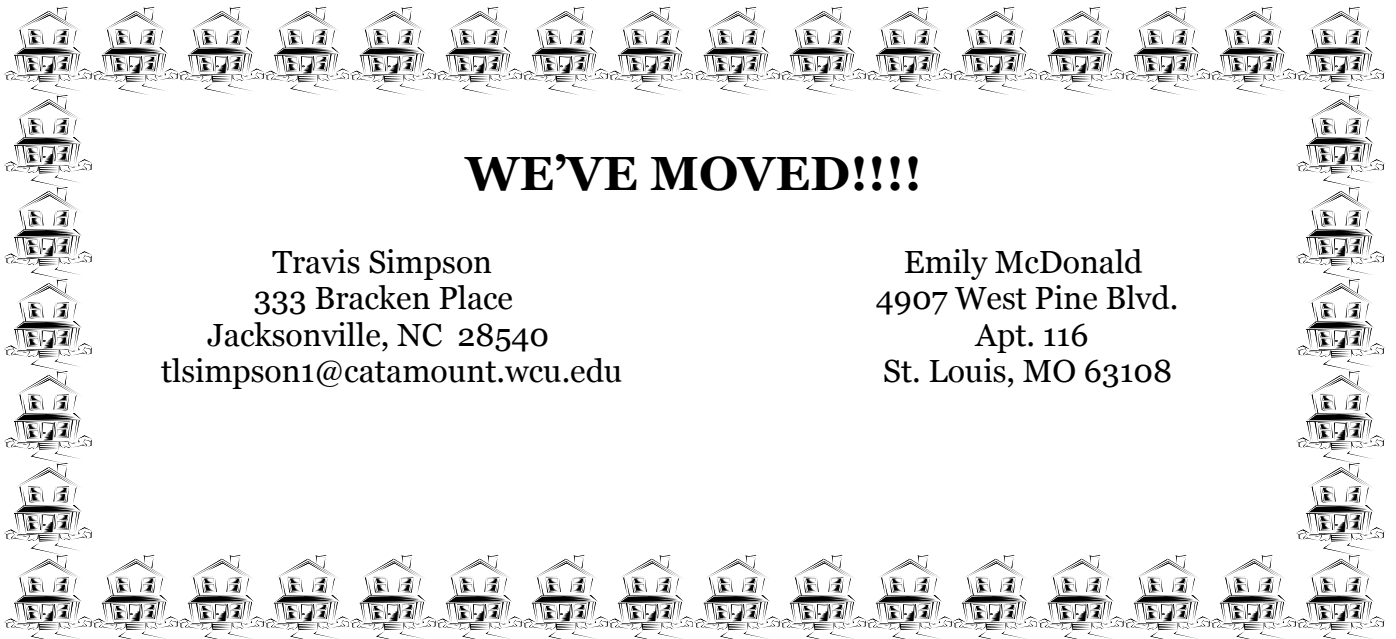 WE’VE MOVED!!!!
Travis Simpson
333 Bracken Place
Jacksonville, NC  28540
tlsimpson1@catamount.wcu.edu
Emily McDonald
4907 West Pine Blvd.
Apt. 116
St. Louis, MO 63108